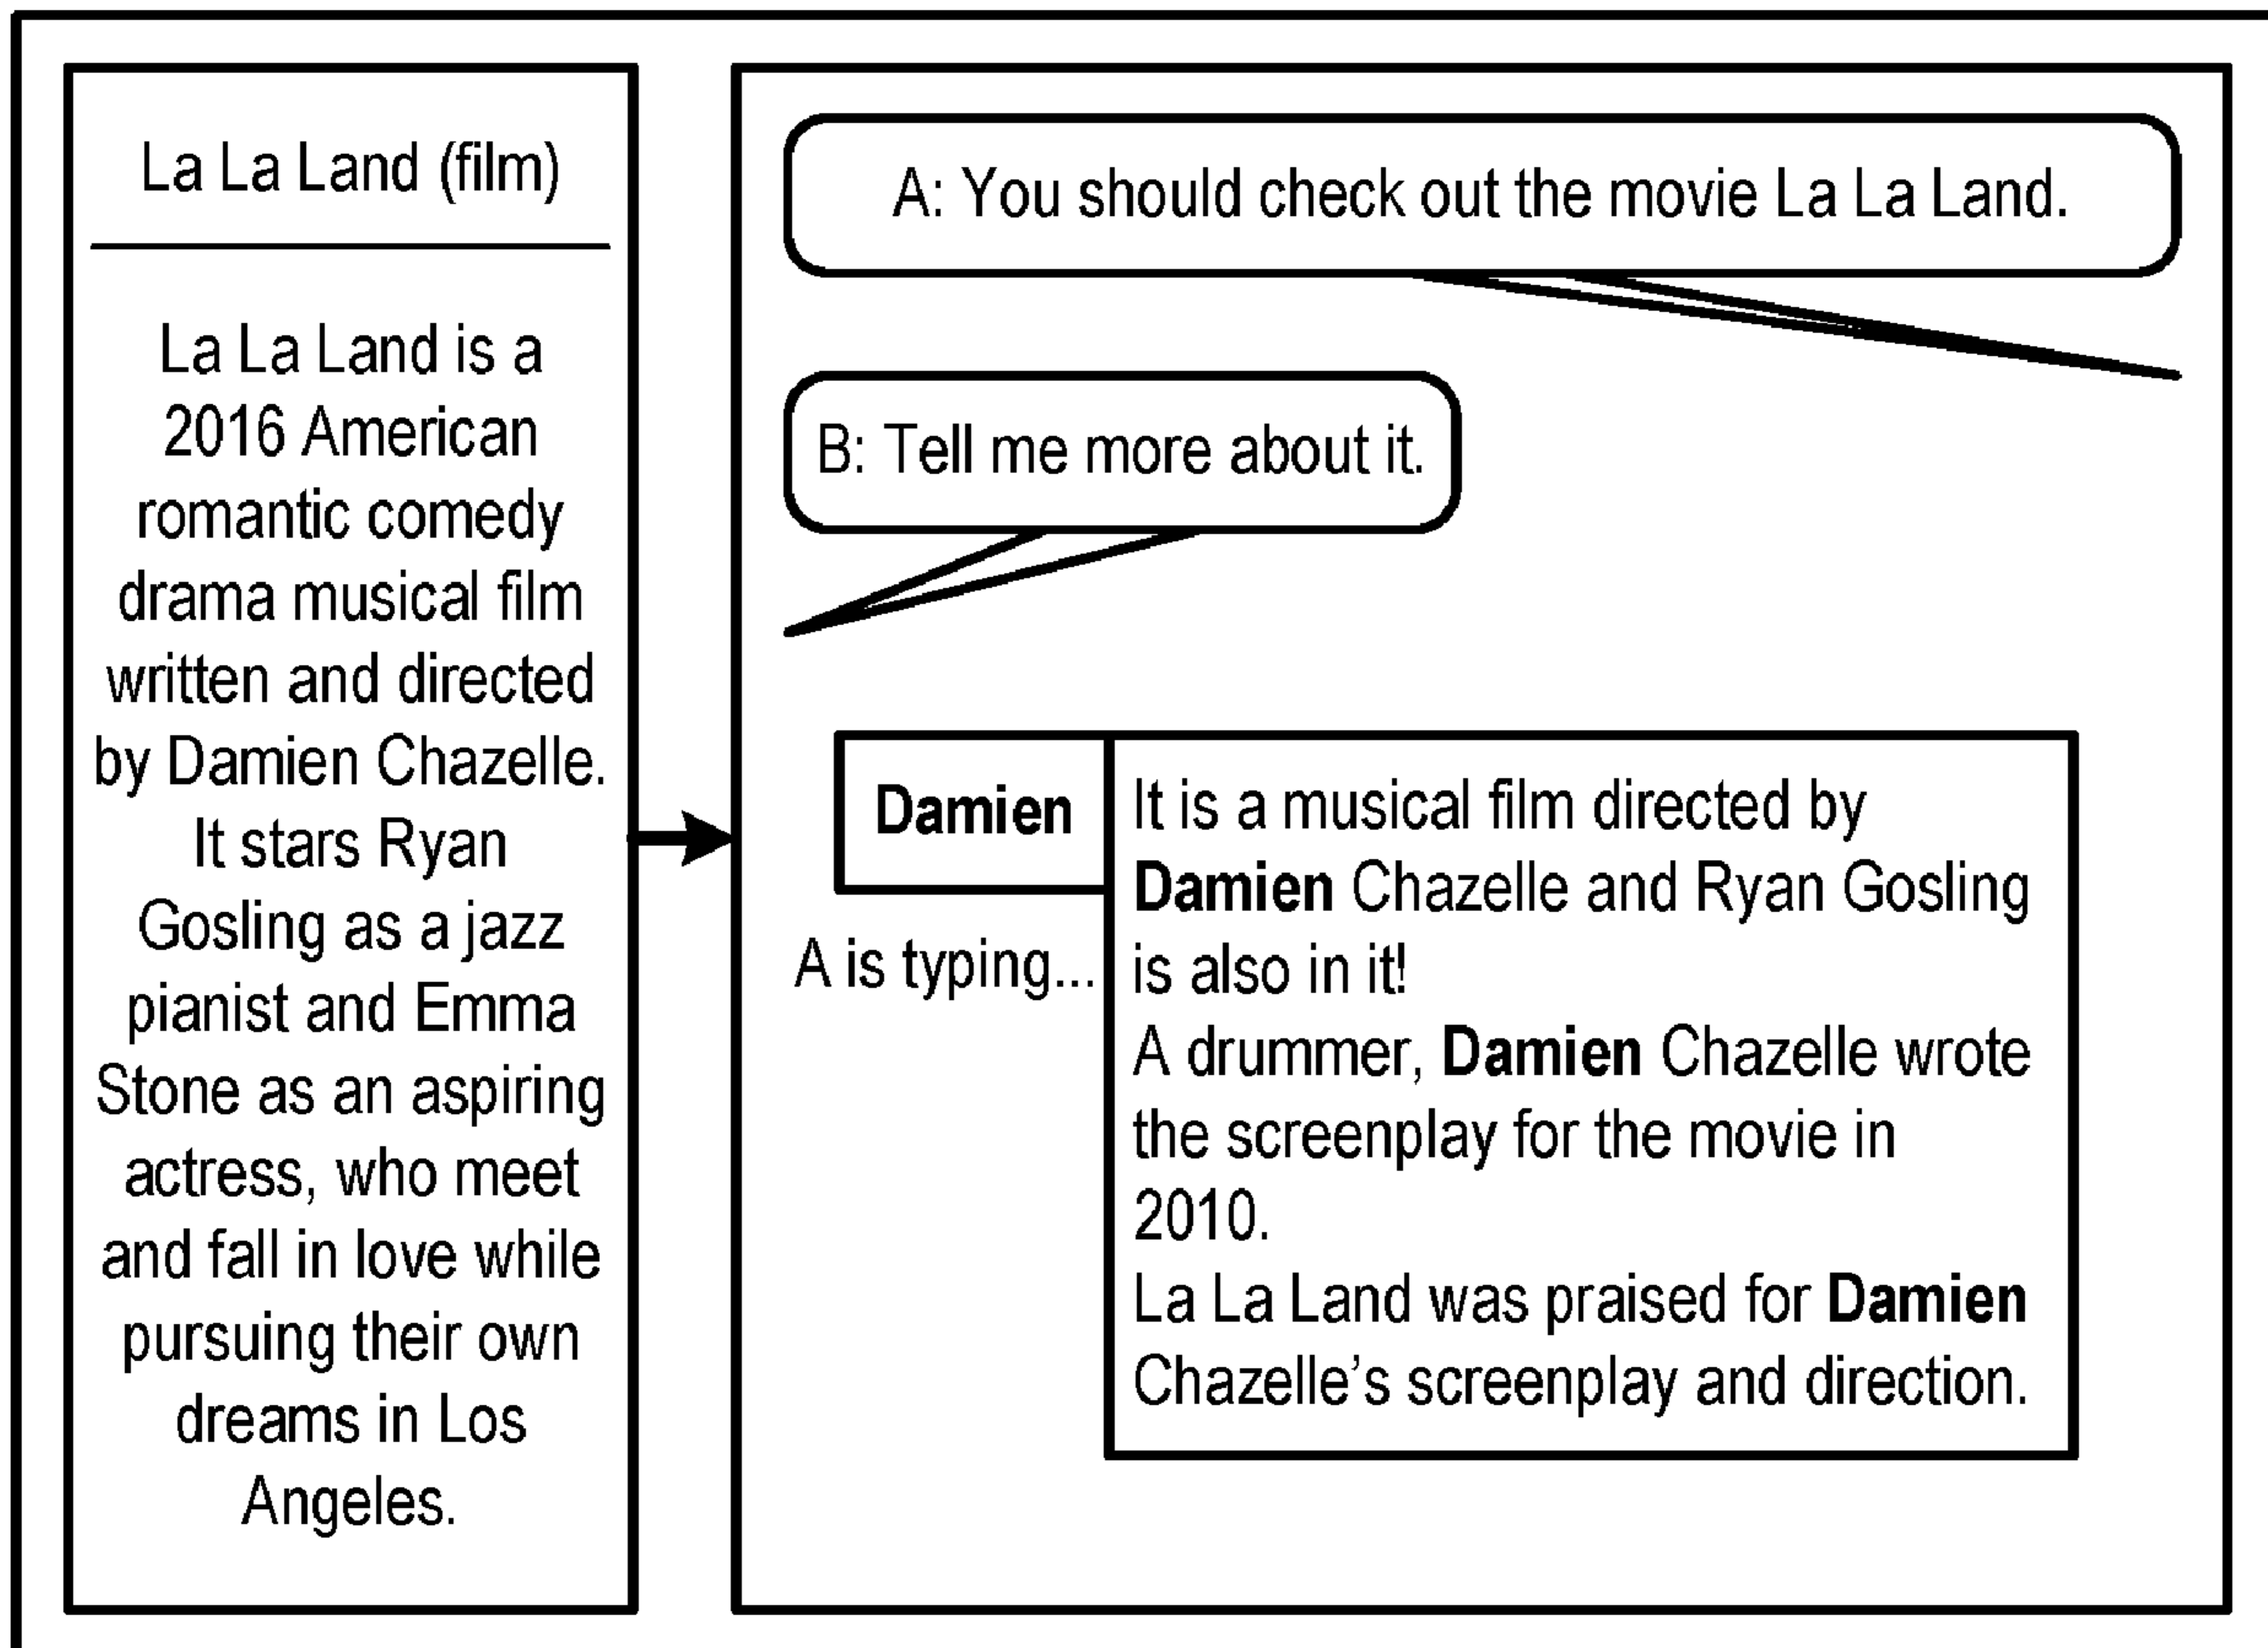 La La Land (film)
La La Land is a
2016 American
romantic comedy
drama musical film
written and directed
by Damien Chazelle.
It stars Ryan
Gosling as a jazz
pianist and Emma
Stone as an aspiring
actress, who meet
and fall in love while
pursuing their own
dreams in Los
Angeles.
A: You should check out the movie La La Land.
B: Tell me more about it.
Damien
A is typing...
It is a musical film directed by
Damien Chazelle and Ryan Gosling
is also in it!
A drummer, Damien Chazelle wrote
the screenplay for the movie in
2010.
La La Land was praised for Damien
Chazelle's screenplay and direction.